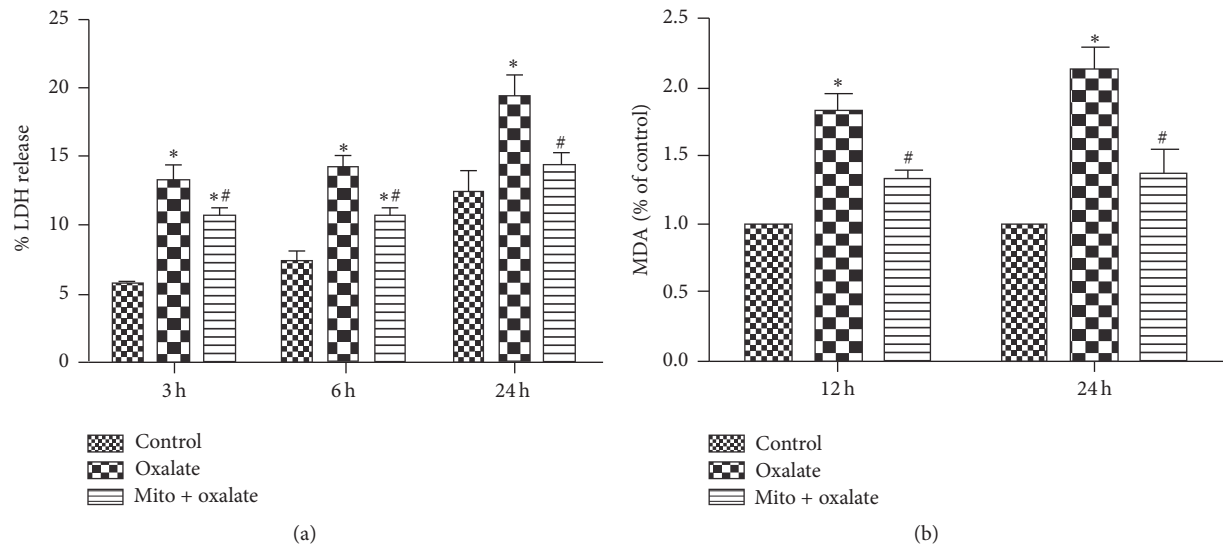 25
20
15
10
5
0
% LDH release
*
*#
*
*#
*
#
3 h
6 h
24 h
Control
Oxalate
Mito + oxalate
(a)
2.5
2.0
1.5
1.0
0.5
0.0
MDA (% of control)
*
#
*
#
12 h
24 h
Control
Oxalate
Mito + oxalate
(b)